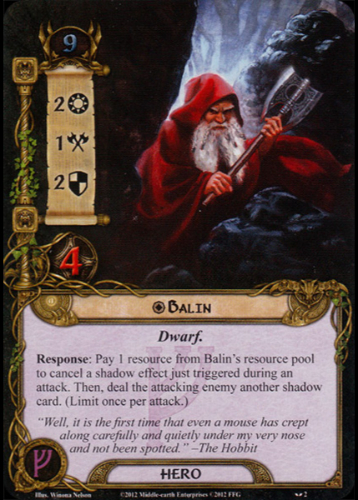 9
2
1
2
4
Balin
Dwarf.
Response: Pay 1 resource from Balin's resource pool
to cancel a shadow effect just triggered during an
attack. Then, deal the attacking enemy another shadow
card. (Limit once per attack.)
"Well, it is the first time that even a mouse has crept
along carefully and quietly under my very nose
and not been spotted." –The Hobbit
HERO
Illus. Winona Nelson
©2012 Middle-earth Enterprises ©2012 FFG
2